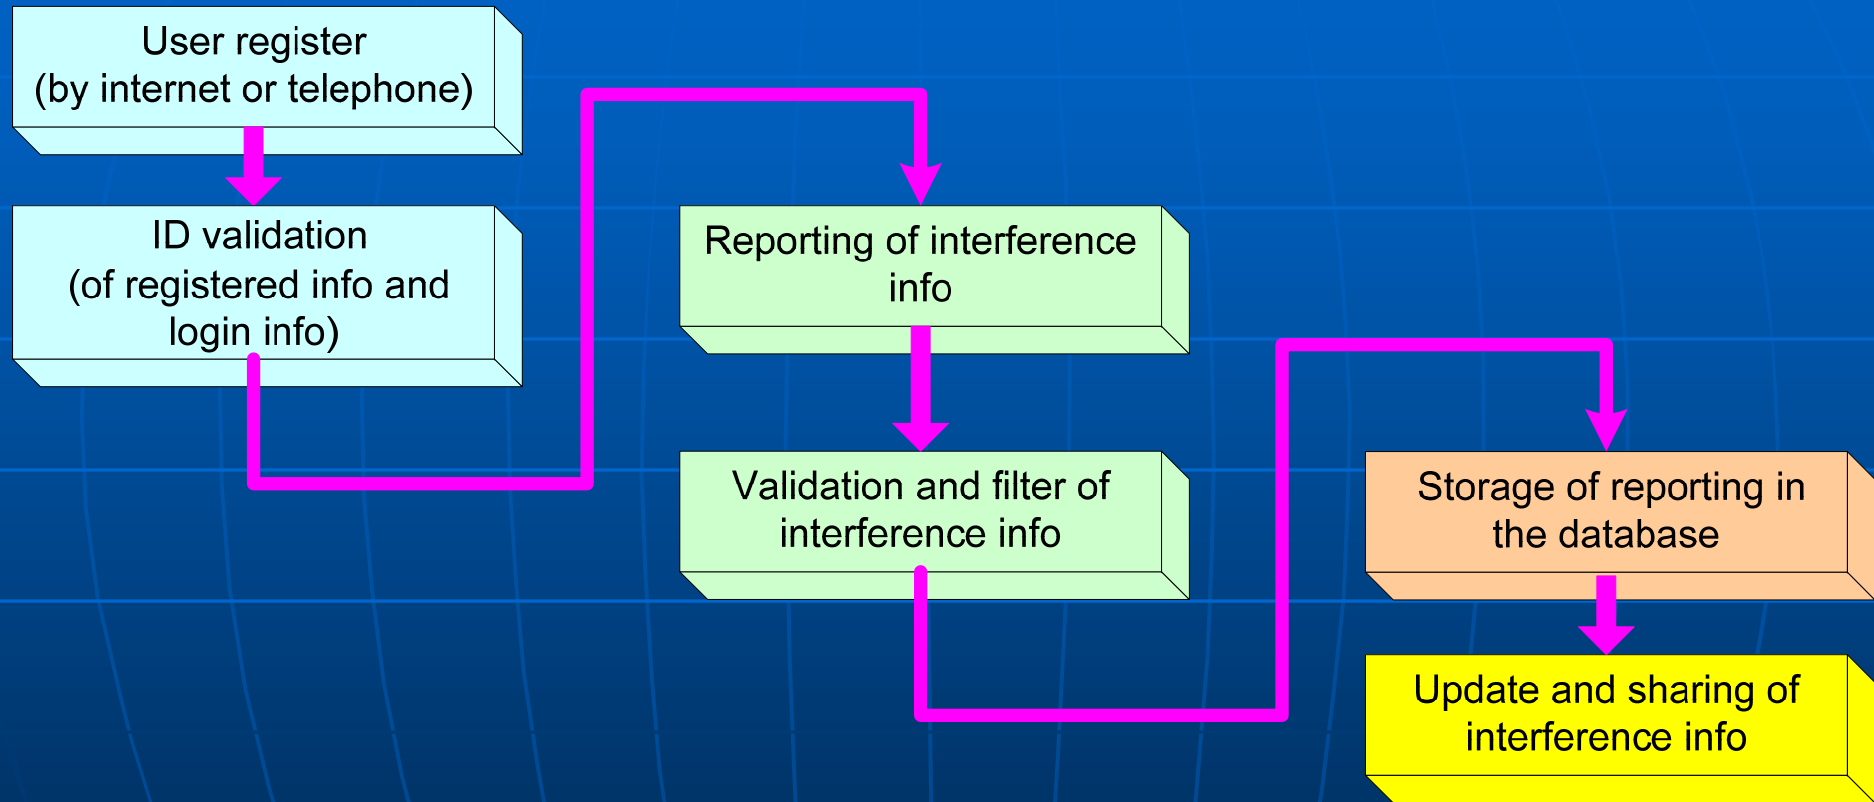 User register
(by internet or telephone)
ID validation
(of registered info and
login info)
Reporting of interference
info
Validation and filter of
interference info
Storage of reporting in
the database
Update and sharing of
interference info